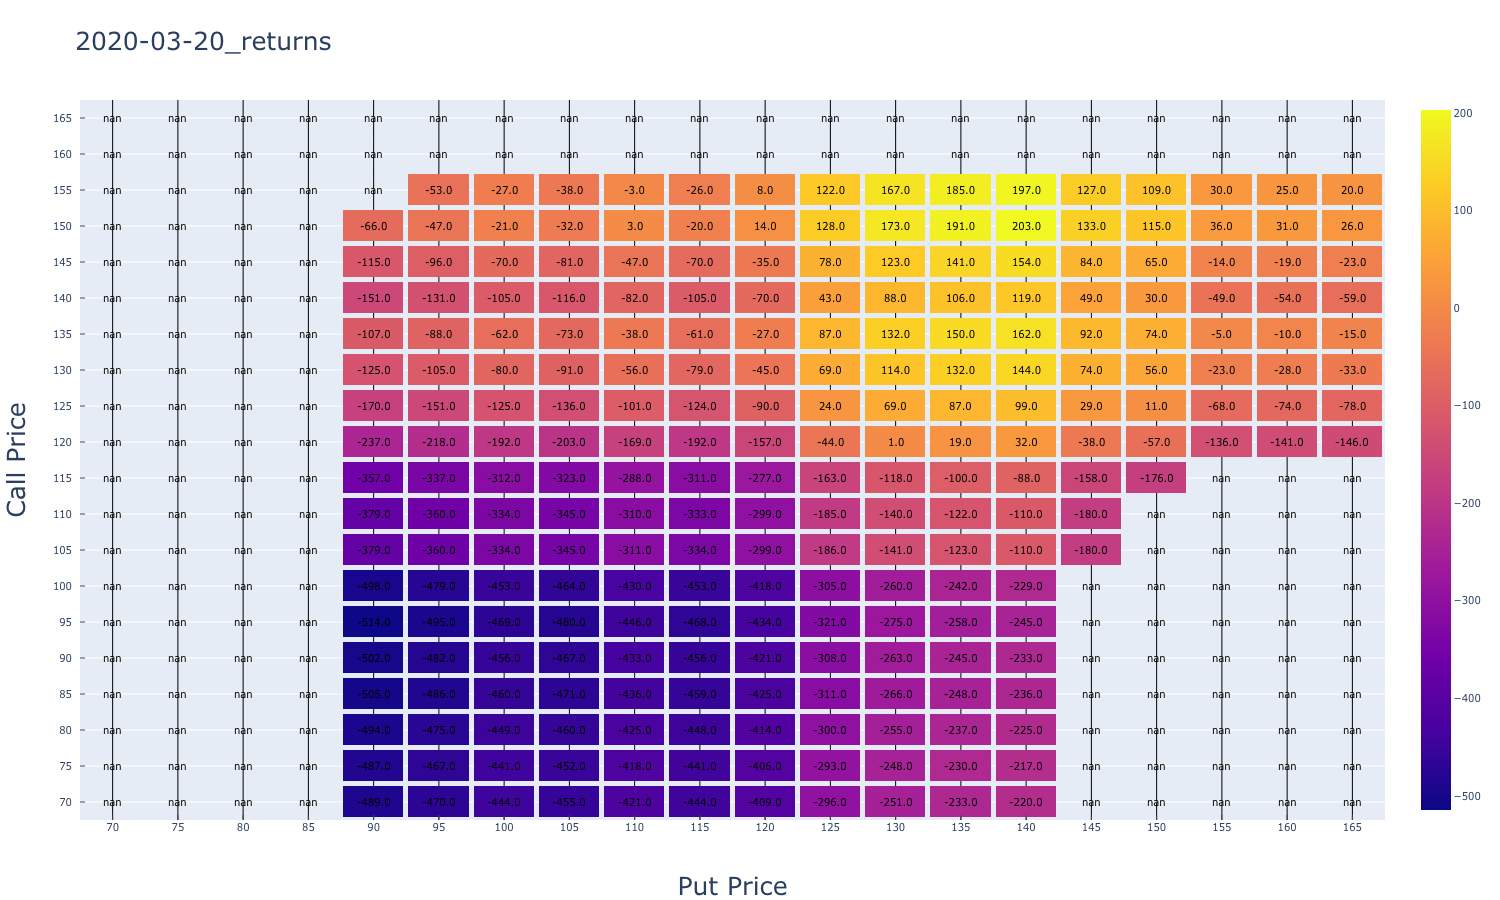 2020-03-20_returns
165 nan nan nan nan nan nan nan nan nan nan nan nan nan nan nan nan nan nan nan nan 200
160 nan nan nan nan nan nan nan nan nan nan nan nan nan nan nan nan nan nan nan nan
155 nan nan nan nan nan -53.0 -27.0 -38.0 -3.0 -26.0 8.0 122.0 167.0 185.0 197.0 127.0 109.0 30.0 25.0 20.0
150 nan nan nan nan -66.0 -47.0 -21.0 -32.0 3.0 -20.0 14.0 128.0 173.0 191.0 203.0 133.0 115.0 36.0 31.0 26.0 100
145 nan nan nan nan -115.0 -96.0 -70.0 -81.0 -47.0 -70.0 -35.0 78.0 123.0 141.0 154.0 84.0 65.0 -14.0 -19.0 -23.0
140 nan nan nan nan -151.0 -131.0 -105.0 -116.0 -82.0 -105.0 -70.0 43.0 88.0 106.0 119.0 49.0 30.0 -49.0 -54.0 -59.0 0
135 nan nan nan nan -107.0 -88.0 -62.0 -73.0 -38.0 -61.0 -27.0 87.0 132.0 150.0 162.0 92.0 74.0 -5.0 -10.0 -15.0
130 nan nan nan nan -125.0 -105.0 -80.0 -91.0 -56.0 -79.0 -45.0 69.0 114.0 132.0 144.0 74.0 56.0 -23.0 -28.0 -33.0
125 nan nan nan nan -170.0 -151.0 -125.0 -136.0 -101.0 -124.0 -90.0 24.0 69.0 87.0 99.0 29.0 11.0 -68.0 -74.0 -78.0 −100
120 nan nan nan nan -237.0 -218.0 -192.0 -203.0 -169.0 -192.0 -157.0 -44.0 1.0 19.0 32.0 -38.0 -57.0 -136.0 -141.0 -146.0
115 nan nan nan nan -357.0 -337.0 -312.0 -323.0 -288.0 -311.0 -277.0 -163.0 -118.0 -100.0 -88.0 -158.0 -176.0 nan nan nan −200
110 nan nan nan nan -379.0 -360.0 -334.0 -345.0 -310.0 -333.0 -299.0 -185.0 -140.0 -122.0 -110.0 -180.0 nan nan nan nan
105 nan nan nan nan -379.0 -360.0 -334.0 -345.0 -311.0 -334.0 -299.0 -186.0 -141.0 -123.0 -110.0 -180.0 nan nan nan nan
100 nan nan nan nan -498.0 -479.0 -453.0 -464.0 -430.0 -453.0 -418.0 -305.0 -260.0 -242.0 -229.0 nan nan nan nan nan −300
95 nan nan nan nan -514.0 -495.0 -469.0 -480.0 -446.0 -468.0 -434.0 -321.0 -275.0 -258.0 -245.0 nan nan nan nan nan
90 nan nan nan nan -502.0 -482.0 -456.0 -467.0 -433.0 -456.0 -421.0 -308.0 -263.0 -245.0 -233.0 nan nan nan nan nan
85 nan nan nan nan -505.0 -486.0 -460.0 -471.0 -436.0 -459.0 -425.0 -311.0 -266.0 -248.0 -236.0 nan nan nan nan nan −400
80 nan nan nan nan -494.0 -475.0 -449.0 -460.0 -425.0 -448.0 -414.0 -300.0 -255.0 -237.0 -225.0 nan nan nan nan nan
75 nan nan nan nan -487.0 -467.0 -441.0 -452.0 -418.0 -441.0 -406.0 -293.0 -248.0 -230.0 -217.0 nan nan nan nan nan
70 nan nan nan nan -489.0 -470.0 -444.0 -455.0 -421.0 -444.0 -409.0 -296.0 -251.0 -233.0 -220.0 nan nan nan nan nan −500
70 75 80 85 90 95 100 105 110 115 120 125 130 135 140 145 150 155 160 165
Call Price
Put Price